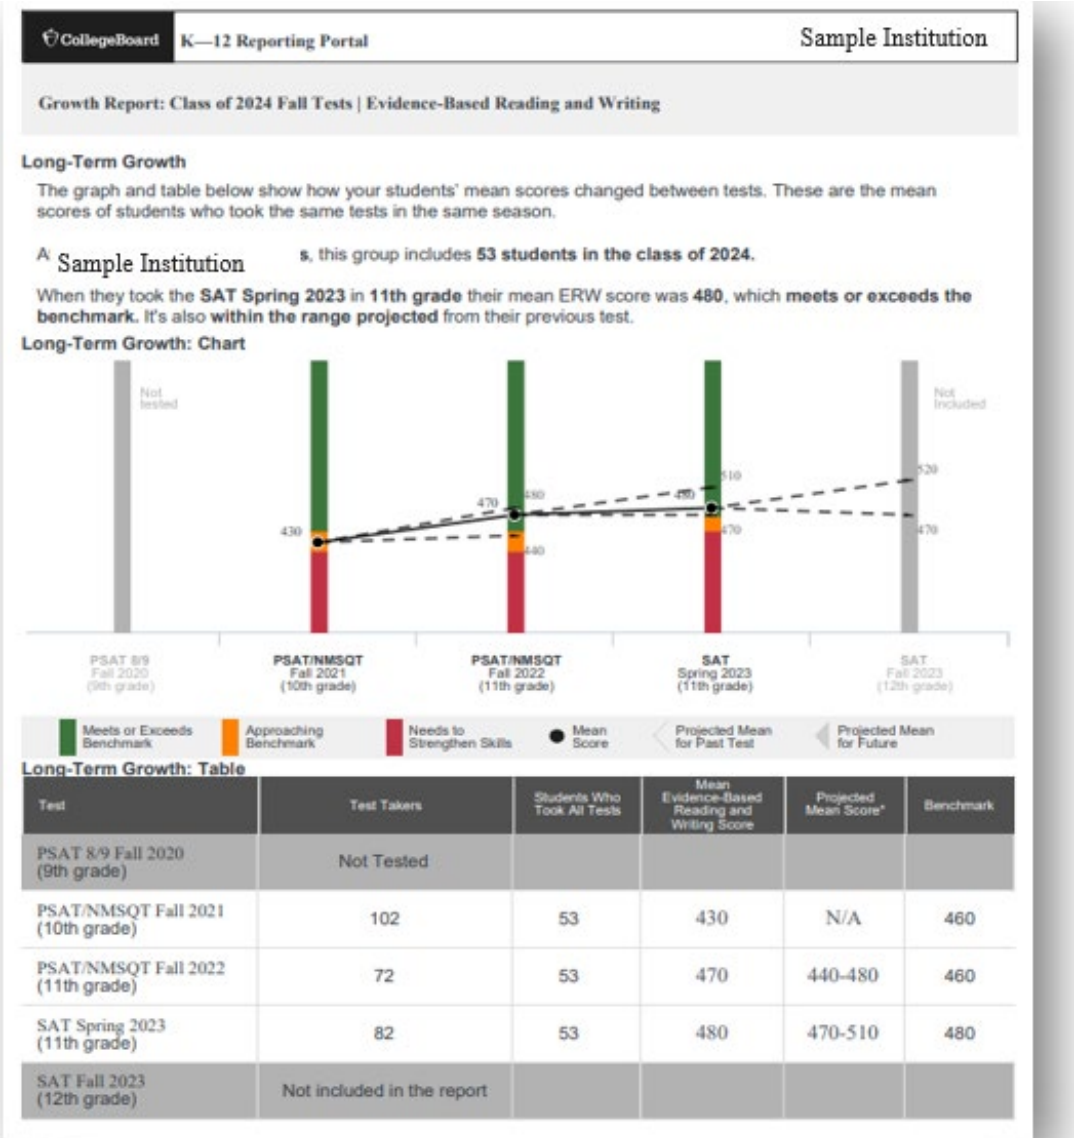 CollegeBoard K—12 Reporting Portal Sample Institution
Growth Report: Class of 2024 Fall Tests | Evidence-Based Reading and Writing
Long-Term Growth
The graph and table below show how your students' mean scores changed between tests. These are the mean
scores of students who took the same tests in the same season.
A Sample Institution s, this group includes 53 students in the class of 2024.
When they took the SAT Spring 2023 in 11th grade their mean ERW score was 480, which meets or exceeds the
benchmark. It's also within the range projected from their previous test.
Long-Term Growth: Chart
Not
tested
Not
Included
430
470
480
440
480
510
470
520
470
PSAT 8/9
Fall 2020
(9th grade)
PSAT/NMSQT
Fall 2021
(10th grade)
PSAT/NMSQT
Fall 2022
(11th grade)
SAT
Spring 2023
(11th grade)
SAT
Fall 2023
(12th grade)
Meets or Exceeds
Benchmark
Approaching
Benchmark
Needs to
Strengthen Skills
Mean
Score
Projected Mean
for Past Test
Projected Mean
for Future
Long-Term Growth: Table
Test
Test Takers
Students Who
Took All Tests
Mean
Evidence-Based
Reading and
Writing Score
Projected
Mean Score*
Benchmark
PSAT 8/9 Fall 2020
(9th grade)
Not Tested
PSAT/NMSQT Fall 2021
(10th grade)
102
53
430
N/A
460
PSAT/NMSQT Fall 2022
(11th grade)
72
53
470
440-480
460
SAT Spring 2023
(11th grade)
82
53
480
470-510
480
SAT Fall 2023
(12th grade)
Not included in the report